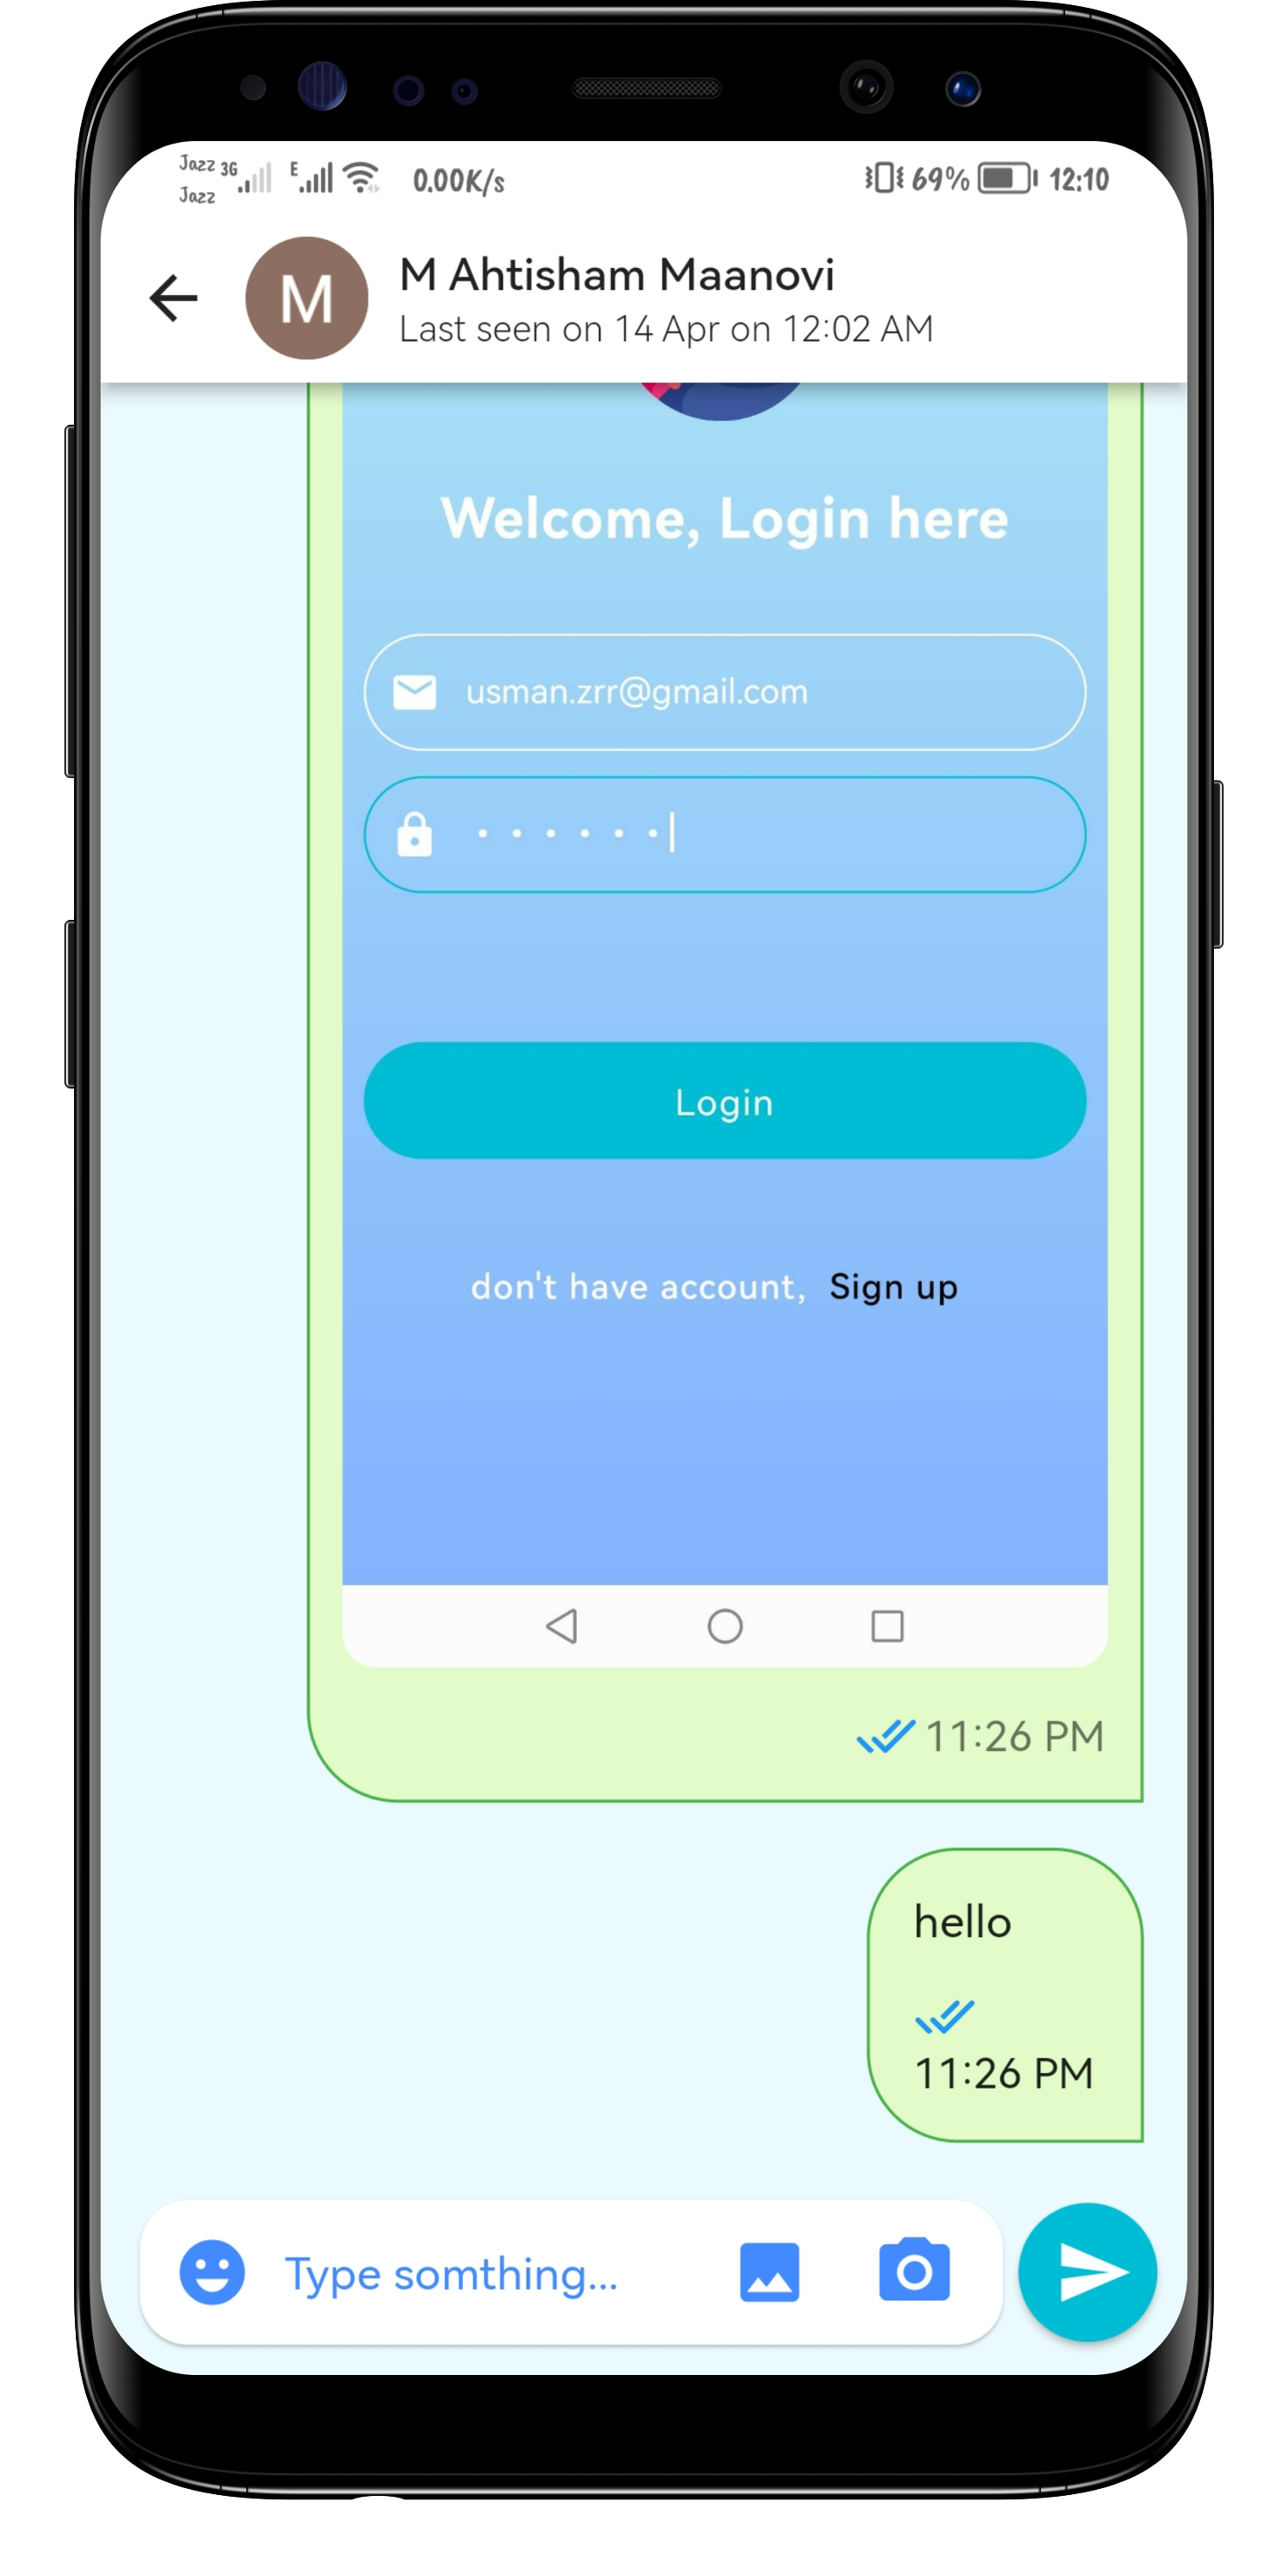 Jazz 3G E 0.00K/s 69% 12:10
Jazz
M
M Ahtisham Maanovi
Last seen on 14 Apr on 12:02 AM
Welcome, Login here
usman.zrr@gmail.com
Login
don't have account, Sign up
11:26 PM
hello
11:26 PM
Type somthing...